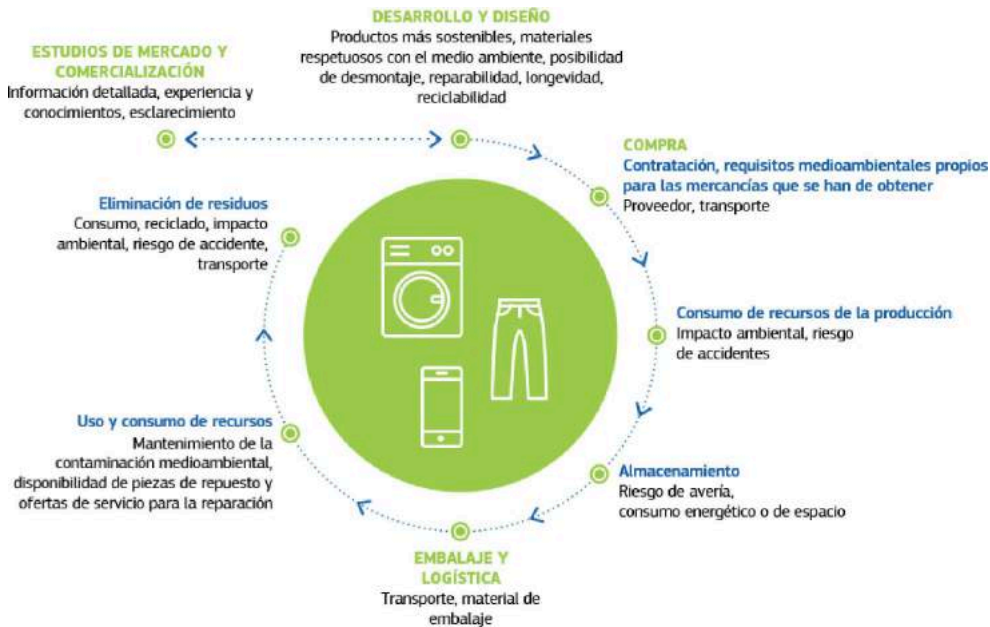 ESTUDIOS DE MERCADO Y
COMERCIALIZACIÓN
Información detallada, experiencia y
conocimientos, esclarecimiento
DESARROLLO Y DISEÑO
Productos más sostenibles, materiales
respetuosos con el medio ambiente, posibilidad
de desmontaje, reparabilidad, longevidad,
reciclabilidad
COMPRA
Contratación, requisitos medioambientales propios
para las mercancías que se han de obtener
Proveedor, transporte
Consumo de recursos de la producción
Impacto ambiental, riesgo
de accidentes
Almacenamiento
Riesgo de avería,
consumo energético o de espacio
EMBALAJE Y
LOGÍSTICA
Transporte, material de
embalaje
Uso y consumo de recursos
Mantenimiento de la
contaminación medioambiental,
disponibilidad de piezas de repuesto y
ofertas de servicio para la reparación
Eliminación de residuos
Consumo, reciclado, impacto
ambiental, riesgo de accidente,
transporte